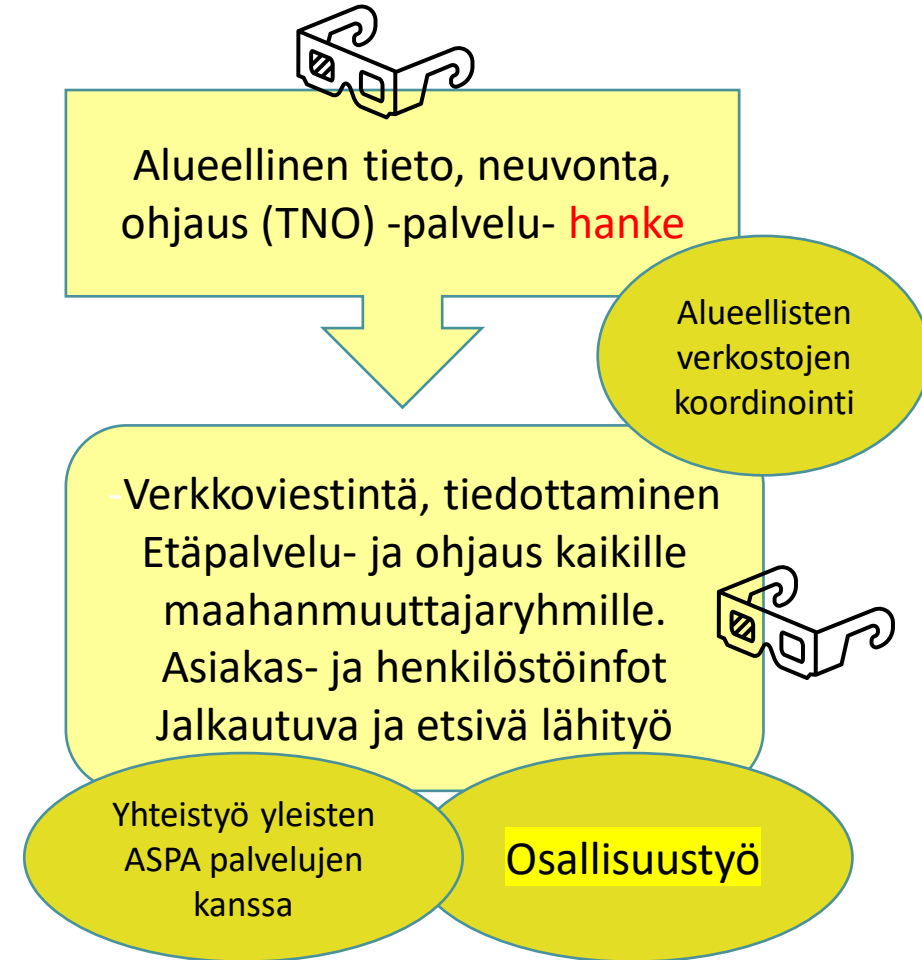 Alueellinen tieto, neuvonta,
ohjaus (TNO) -palvelu- hanke
Alueellisten
verkostojen
koordinointi
-Verkkoviestintä, tiedottaminen
Etäpalvelu- ja ohjaus kaikille
maahanmuuttajaryhmille.
Asiakas- ja henkilöstöinfot
Jalkautuva ja etsivä lähityö
Yhteistyö yleisten
ASPA palvelujen
kanssa
Osallisuustyö